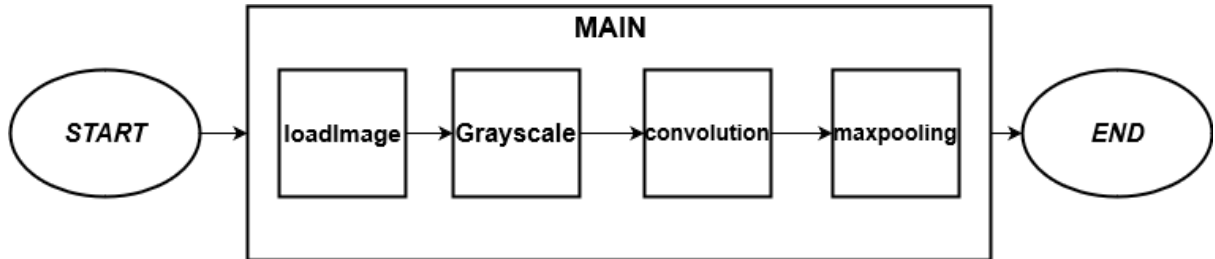 MAIN
START
loadImage
Grayscale
convolution
maxpooling
END